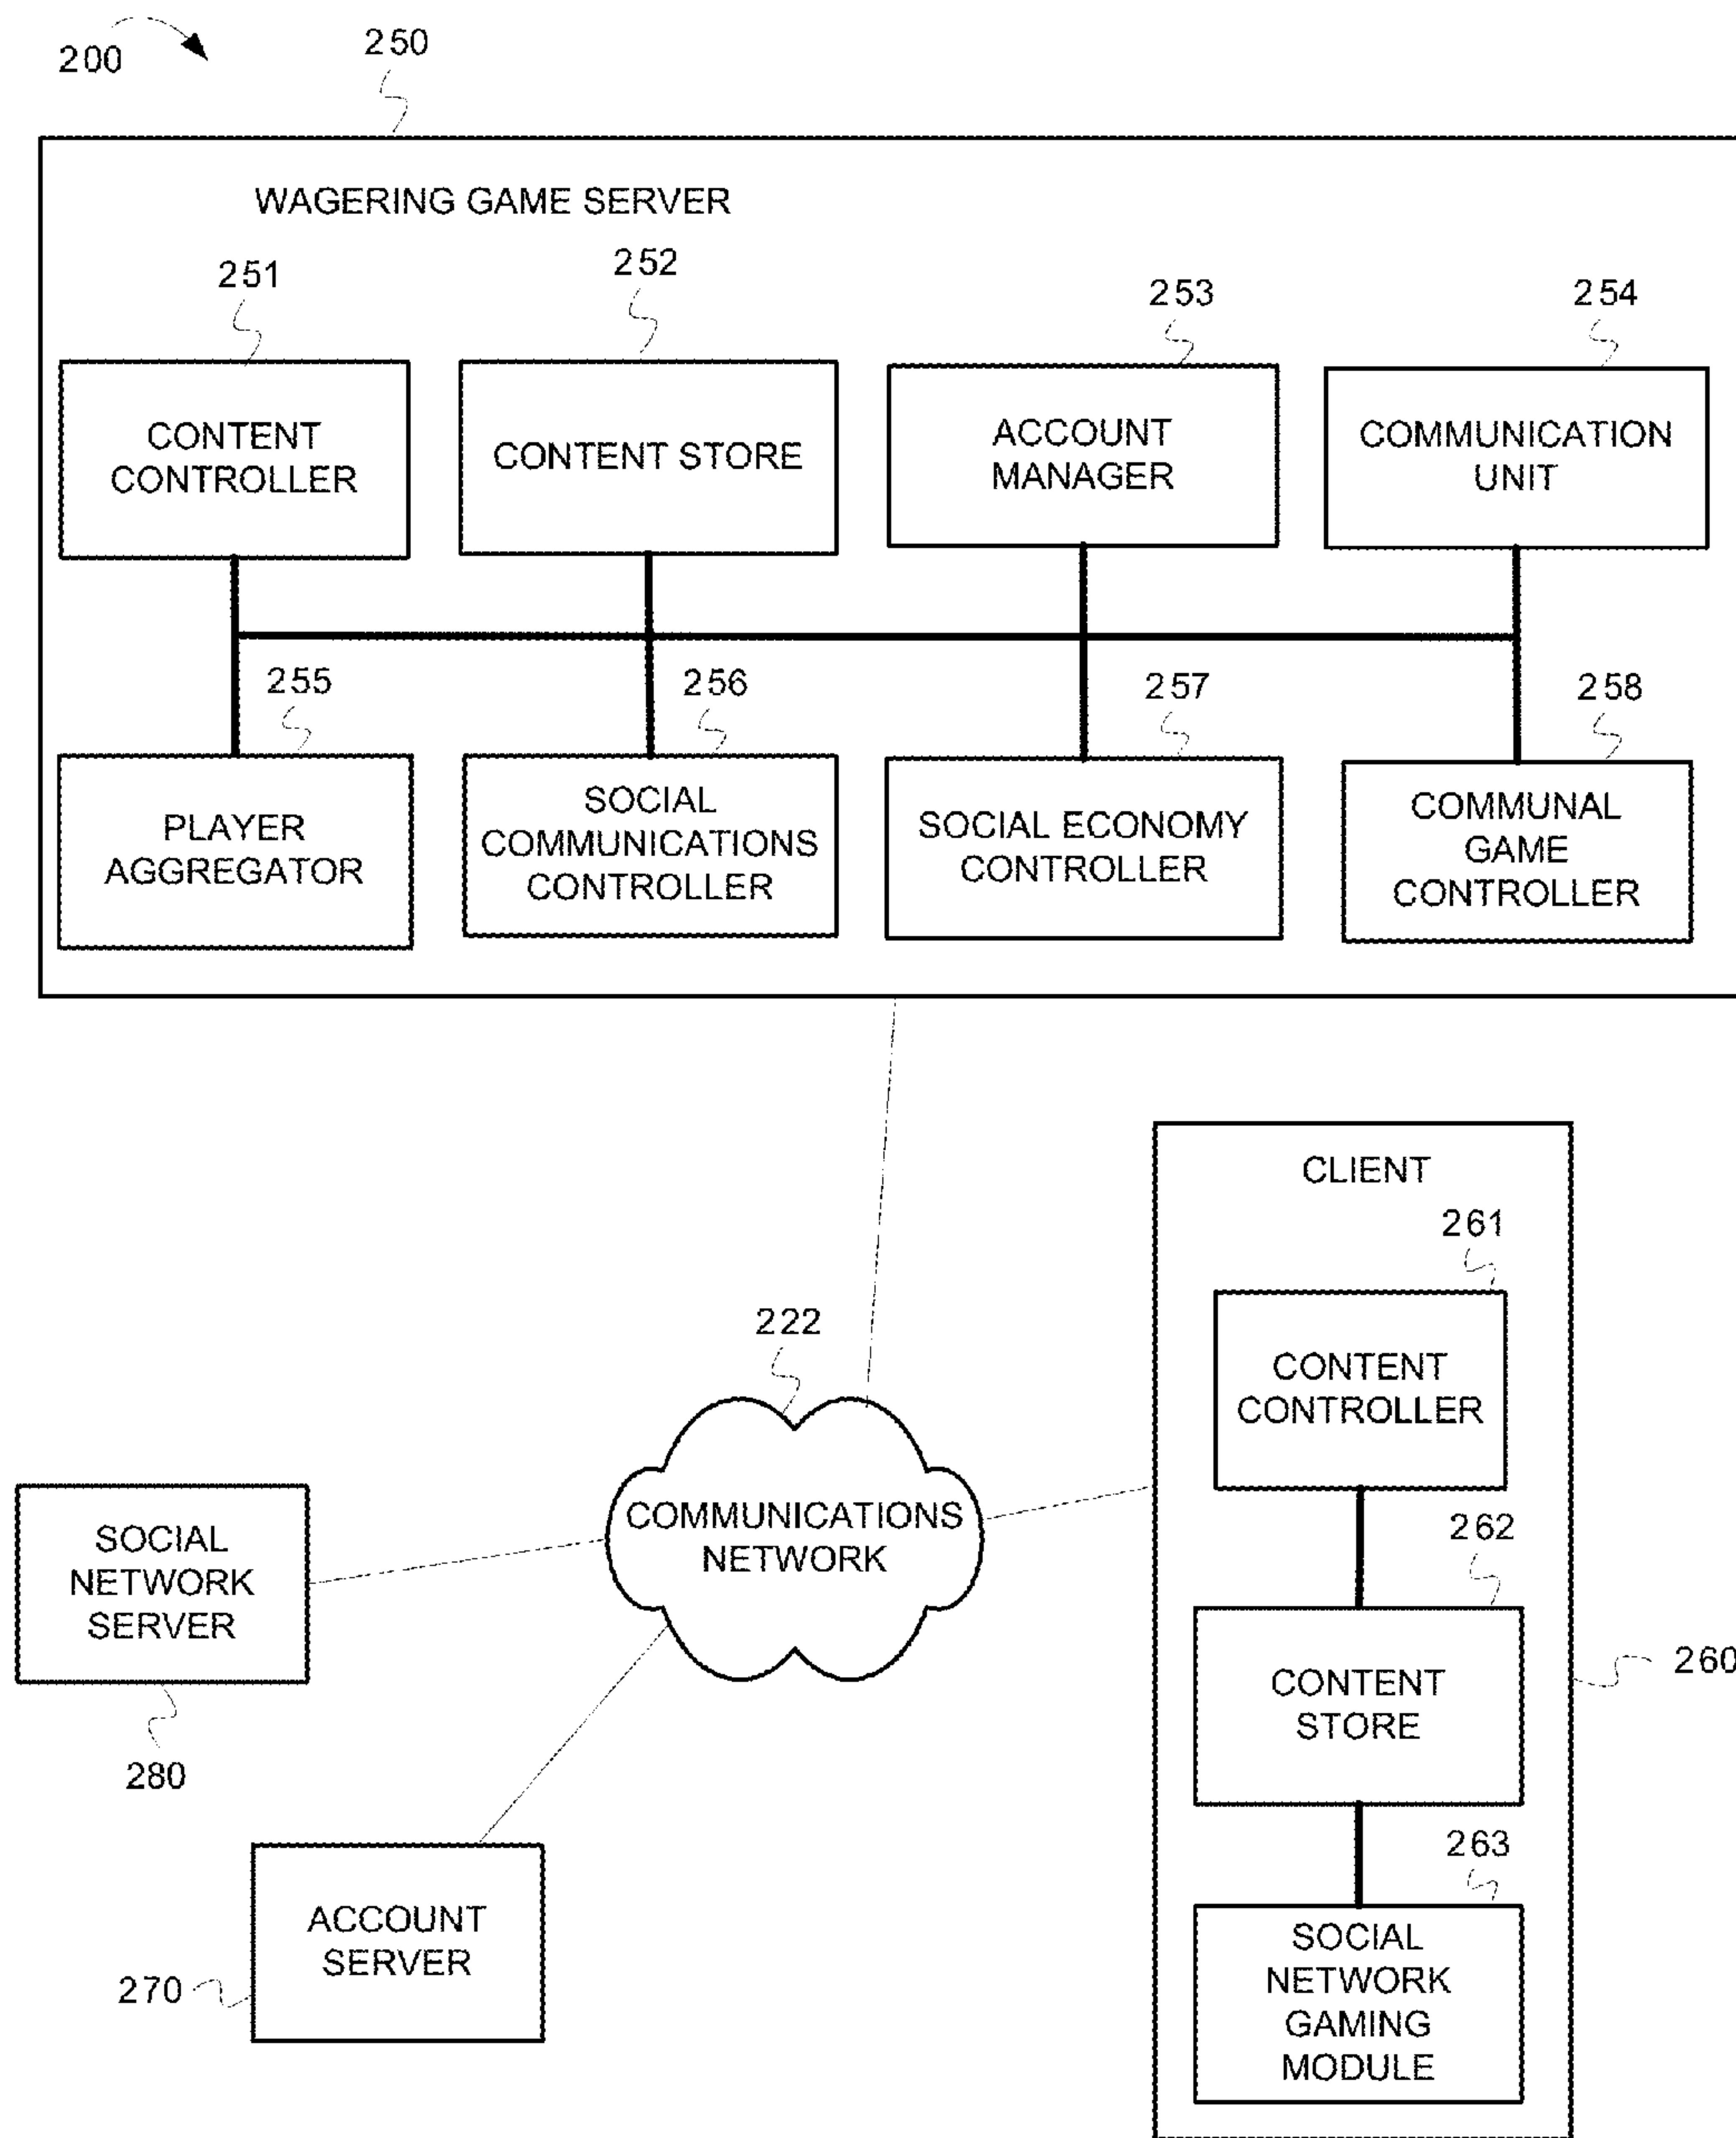 200
250
WAGERING GAME SERVER
251
252
253
254
CONTENT
CONTROLLER
CONTENT STORE
ACCOUNT
MANAGER
COMMUNICATION
UNIT
255
256
257
258
PLAYER
AGGREGATOR
SOCIAL
COMMUNICATIONS
CONTROLLER
SOCIAL ECONOMY
CONTROLLER
COMMUNAL
GAME
CONTROLLER
CLIENT
261
CONTENT
CONTROLLER
222
COMMUNICATIONS
NETWORK
SOCIAL
NETWORK
SERVER
280
262
CONTENT
STORE
260
263
SOCIAL
NETWORK
GAMING
MODULE
ACCOUNT
SERVER
270